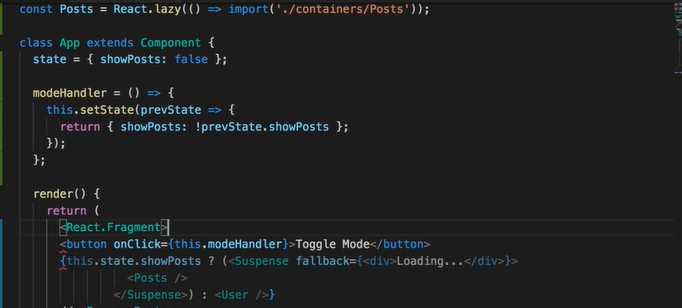 const Posts = React.lazy(() => import('./containers/Posts'));
class App extends Component {
state = { showPosts: false };
modeHandler = () => {
this.setState(prevState => {
return { showPosts: !prevState.showPosts };
});
};
render() {
return (
<React.Fragment>
<button onClick={this.modeHandler}>Toggle Mode</button>
{this.state.showPosts ? (<Suspense fallback={<div>Loading...</div>}>
<Posts />
</Suspense>) : <User />}